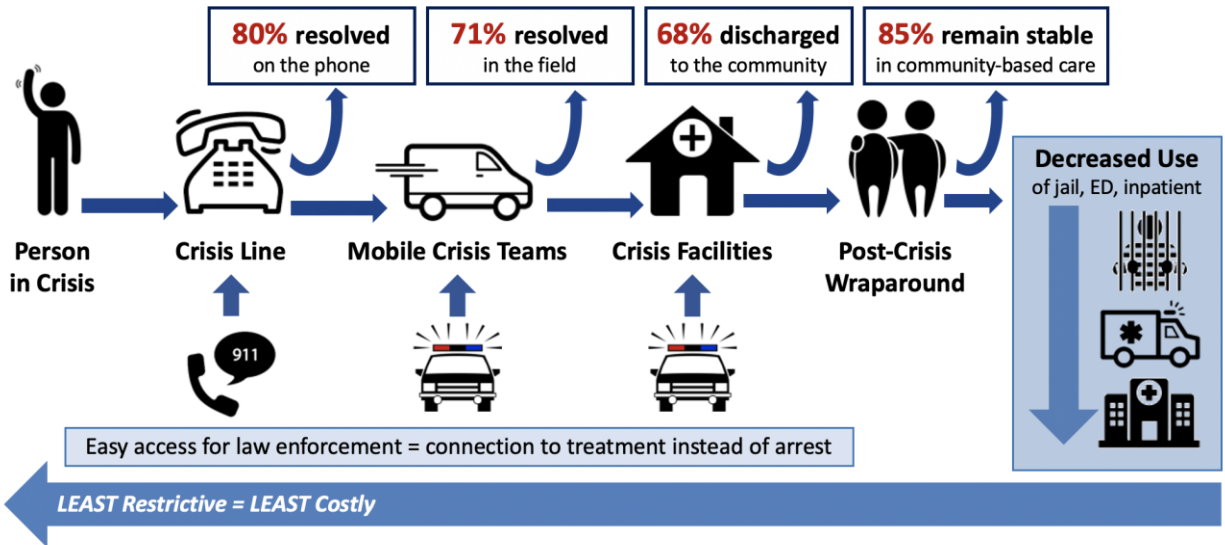 80% resolved
on the phone
71% resolved
in the field
68% discharged
to the community
85% remain stable
in community-based care
Decreased Use
of jail, ED, inpatient
Person
in Crisis
Crisis Line
Mobile Crisis Teams
Crisis Facilities
Post-Crisis
Wraparound
911
Easy access for law enforcement = connection to treatment instead of arrest
LEAST Restrictive = LEAST Costly